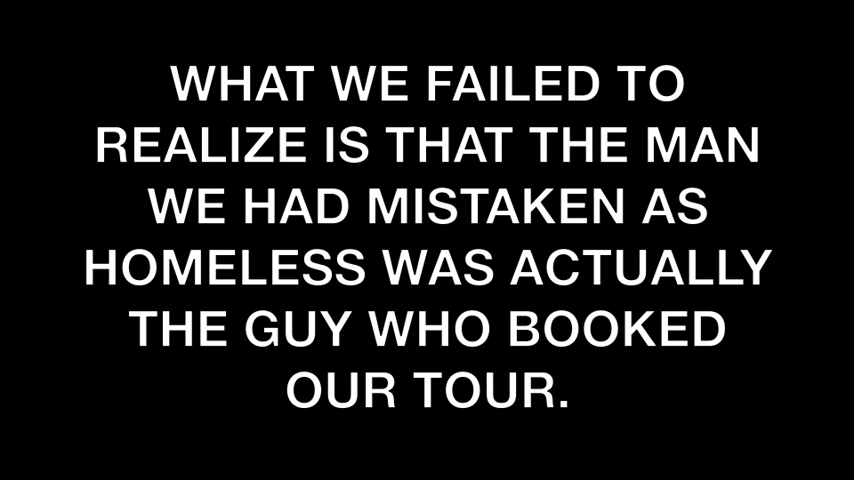 WHAT WE FAILED TO
REALIZE IS THAT THE MAN
WE HAD MISTAKEN AS
HOMELESS WAS ACTUALLY
THE GUY WHO BOOKED
OUR TOUR.